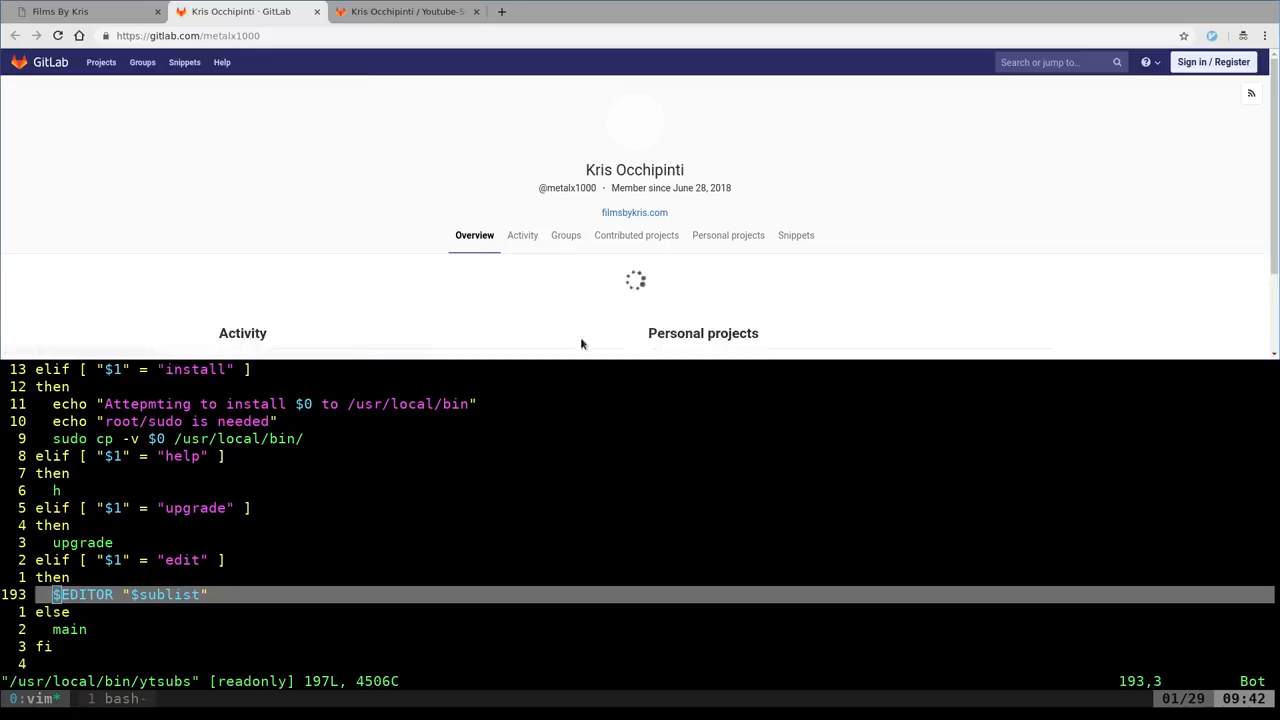 Films By Kris
Kris Occhipinti · GitLab
Kris Occhipinti / Youtube-S
https://gitlab.com/metalx1000
GitLab Projects Groups Snippets Help Search or jump to... Sign in / Register
Kris Occhipinti
@metalx1000 · Member since June 28, 2018
filmsbykris.com
Overview Activity Groups Contributed projects Personal projects Snippets
Activity Personal projects
13 elif [ "$1" = "install" ]
12 then
11   echo "Attepmting to install $0 to /usr/local/bin"
10   echo "root/sudo is needed"
9   sudo cp -v $0 /usr/local/bin/
8 elif [ "$1" = "help" ]
7 then
6   h
5 elif [ "$1" = "upgrade" ]
4 then
3   upgrade
2 elif [ "$1" = "edit" ]
1 then
193   $EDITOR "$sublist"
1 else
2   main
3 fi
4
"/usr/local/bin/ytsubs" [readonly] 197L, 4506C 193,3 Bot
0:vim* 1 bash- 01/29 09:42